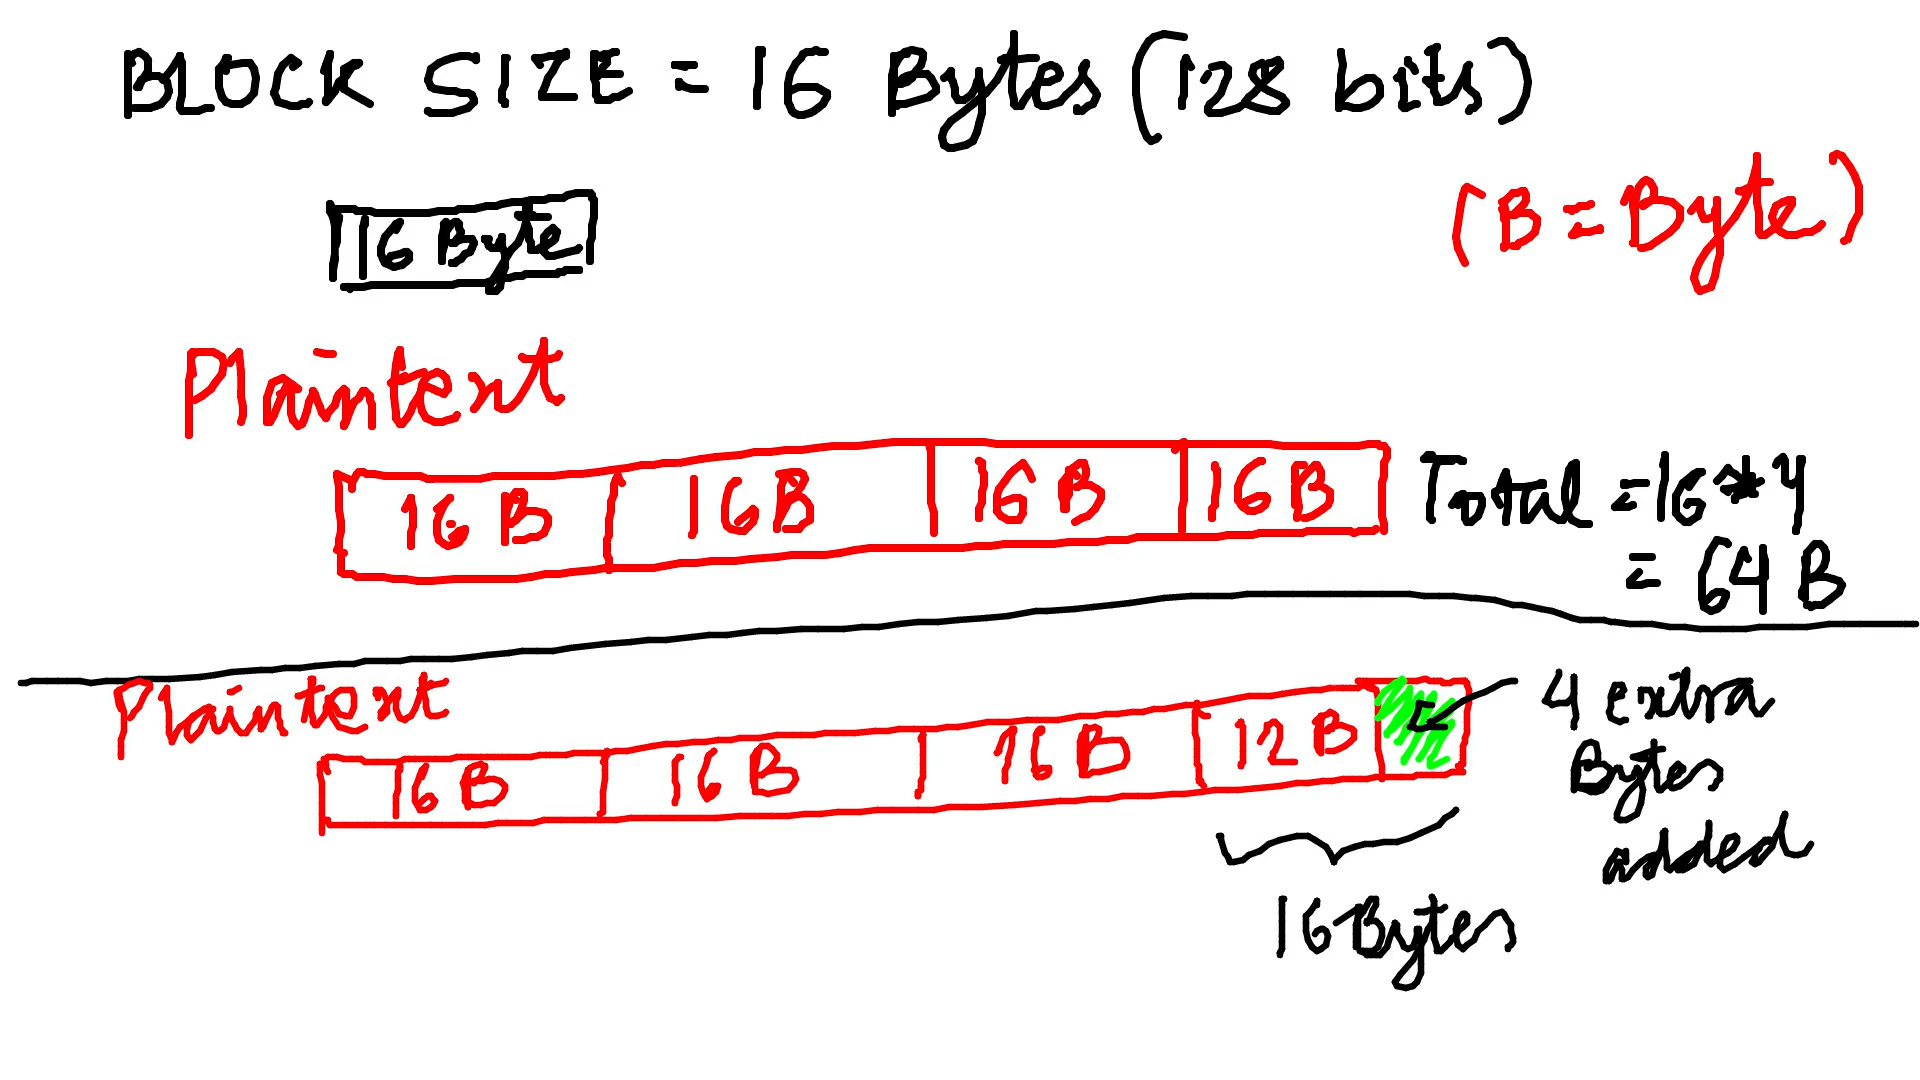 BLOCK SIZE = 16 Bytes (128 bits)
(B = Byte)
16 Byte
Plaintext
16 B 16B 16 B 16 B
Total = 16*4
= 64 B
Plaintext
16 B 16 B 16 B 12 B
4 extra
Bytes
added
16 Bytes